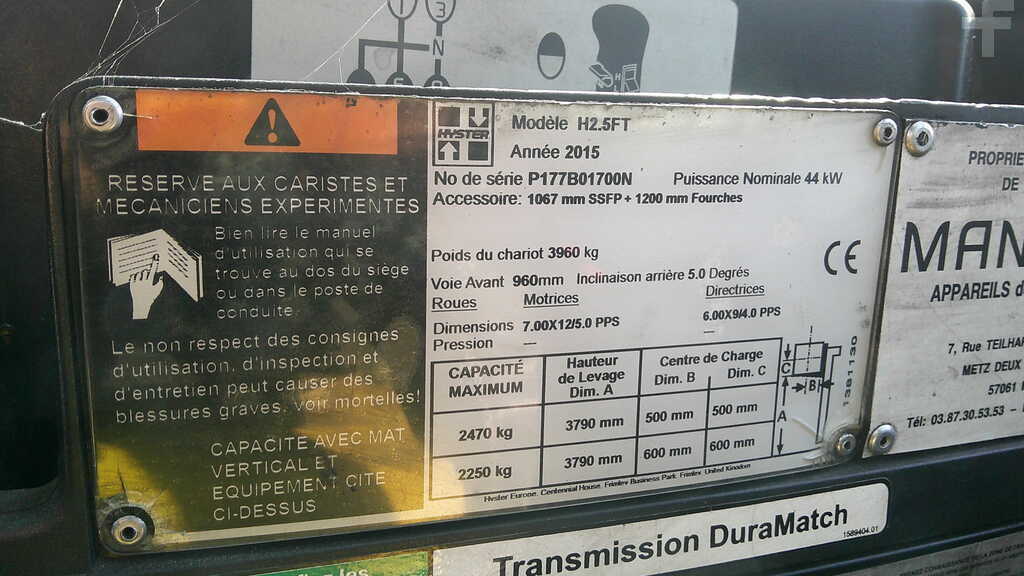 1 3
N
f
RESERVE AUX CARISTES ET
MECANICIENS EXPERIMENTES
Bien lire le manuel
d'utilisation qui se
trouve au dos du siége
ou dans le poste de
conduite.
Le non respect des consignes
d'utilisation, d'inspection et
d'entretien peut causer des
blessures graves, voir mortelles!
CAPACITE AVEC MAT
VERTICAL ET
EQUIPEMENT CITE
CI-DESSUS
HYSTER
Modèle H2.5FT
Année 2015
No de série P177B01700N Puissance Nominale 44 kW
Accessoire: 1067 mm SSFP + 1200 mm Fourches
Poids du chariot 3960 kg
CE
Voie Avant 960mm Inclinaison arrière 5.0 Degrés
Roues Motrices Directrices
Dimensions 7.00X12/5.0 PPS 6.00X9/4.0 PPS
Pression — —
CAPACITÉ MAXIMUM
Hauteur de Levage Dim. A
Centre de Charge
Dim. B Dim. C
2470 kg 3790 mm 500 mm 500 mm
2250 kg 3790 mm 600 mm 600 mm
C B A
1381130
Hyster Europe. Centennial House. Frimley Business Park. Frimley. United Kingdom
PROPRIE
DE
MAN
APPAREILS d
7, Rue TEILHAR
METZ DEUX
57061
Tél: 03.87.30.53.53 -
Transmission DuraMatch
1589404 01
les